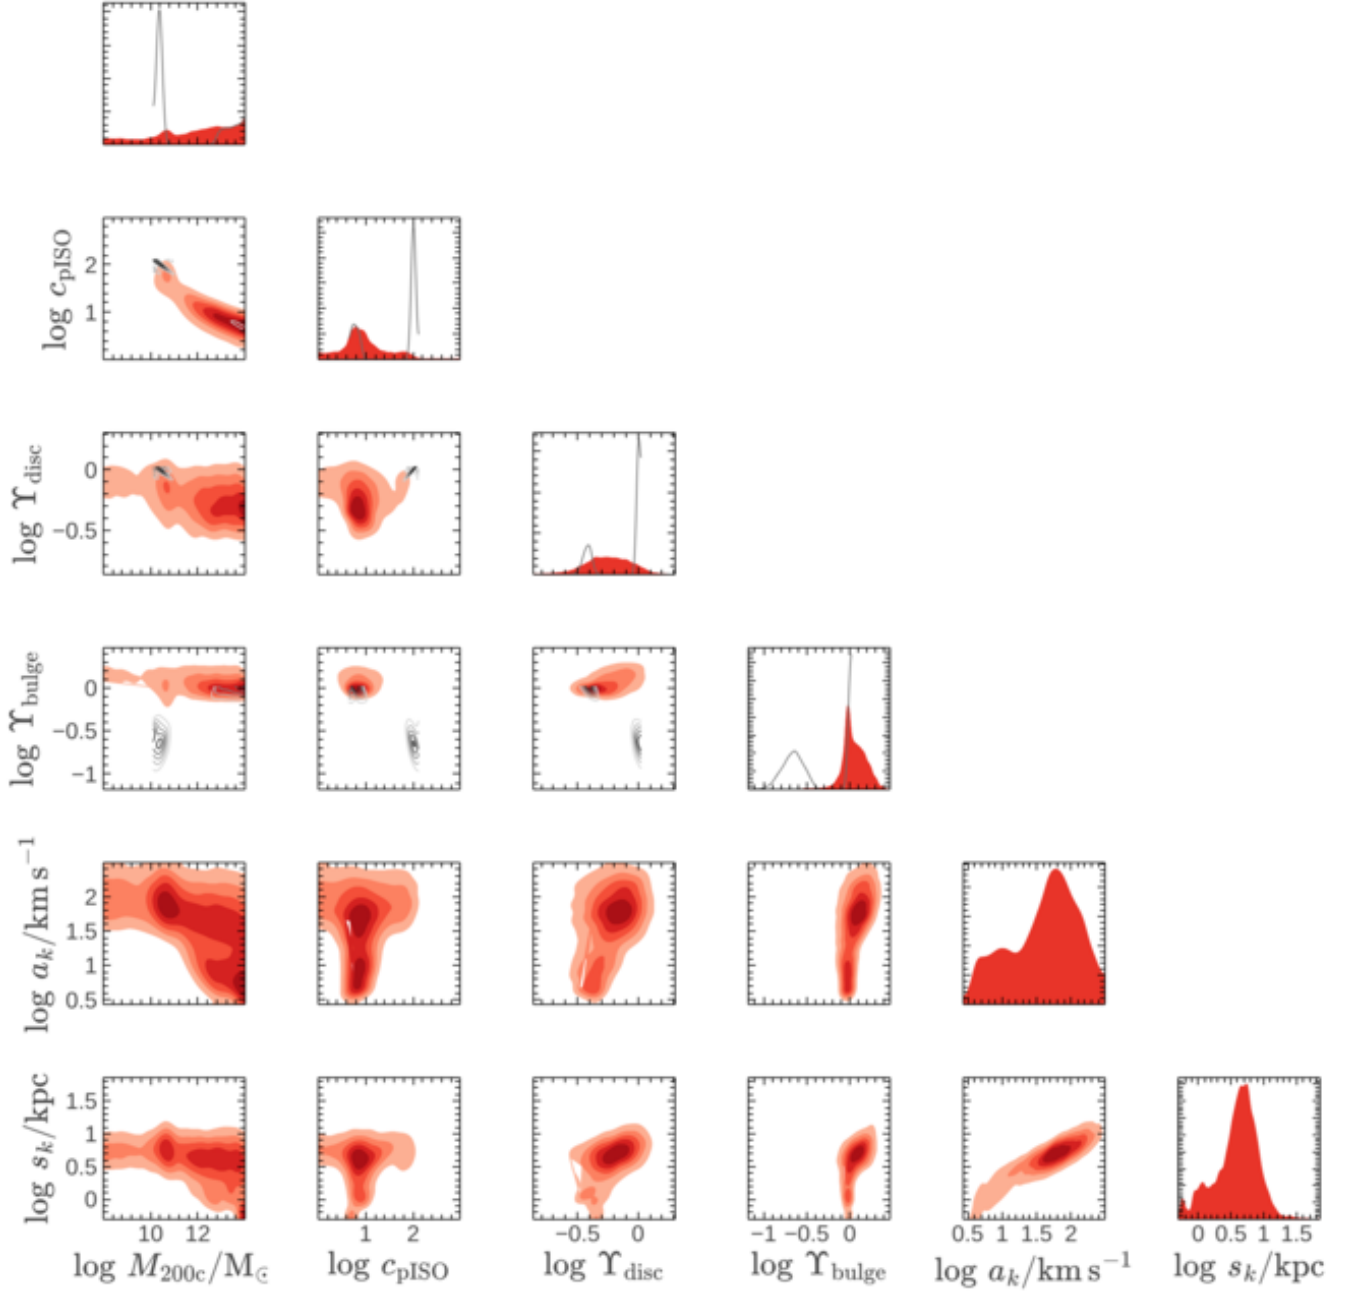 log c_pISO
2
1
log ϒ_disc
0
−0.5
log ϒ_bulge
0
−0.5
−1
log a_k/km s⁻¹
2
1.5
1
0.5
log s_k/kpc
1.5
1
0.5
0
10 12
1 2
−0.5 0
−1 −0.5 0
0.5 1 1.5 2
0 0.5 1 1.5
log M_200c/M_⊙
log c_pISO
log ϒ_disc
log ϒ_bulge
log a_k/km s⁻¹
log s_k/kpc